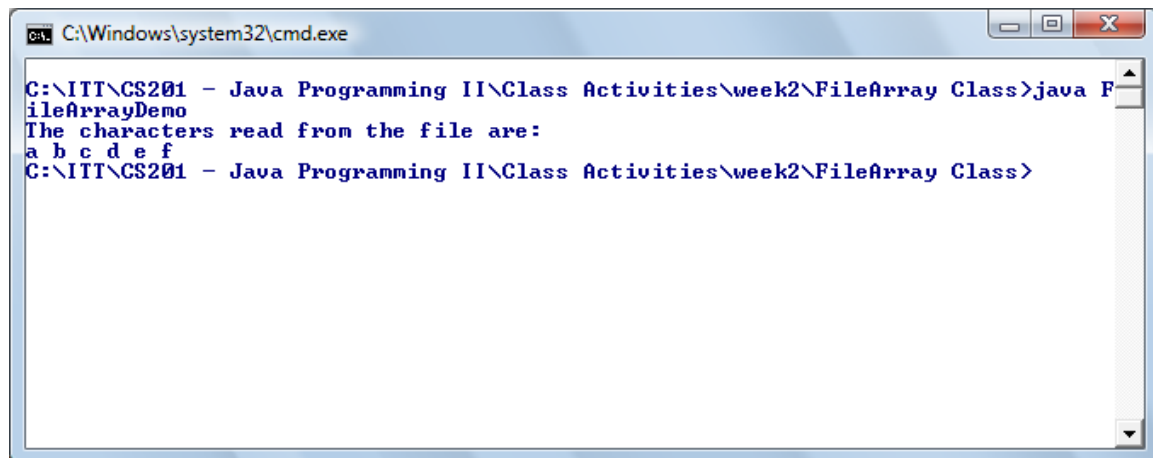 C:\Windows\system32\cmd.exe
C:\ITT\CS201 - Java Programming II\Class Activities\week2\FileArray Class>java F
ileArrayDemo
The characters read from the file are:
a b c d e f
C:\ITT\CS201 - Java Programming II\Class Activities\week2\FileArray Class>